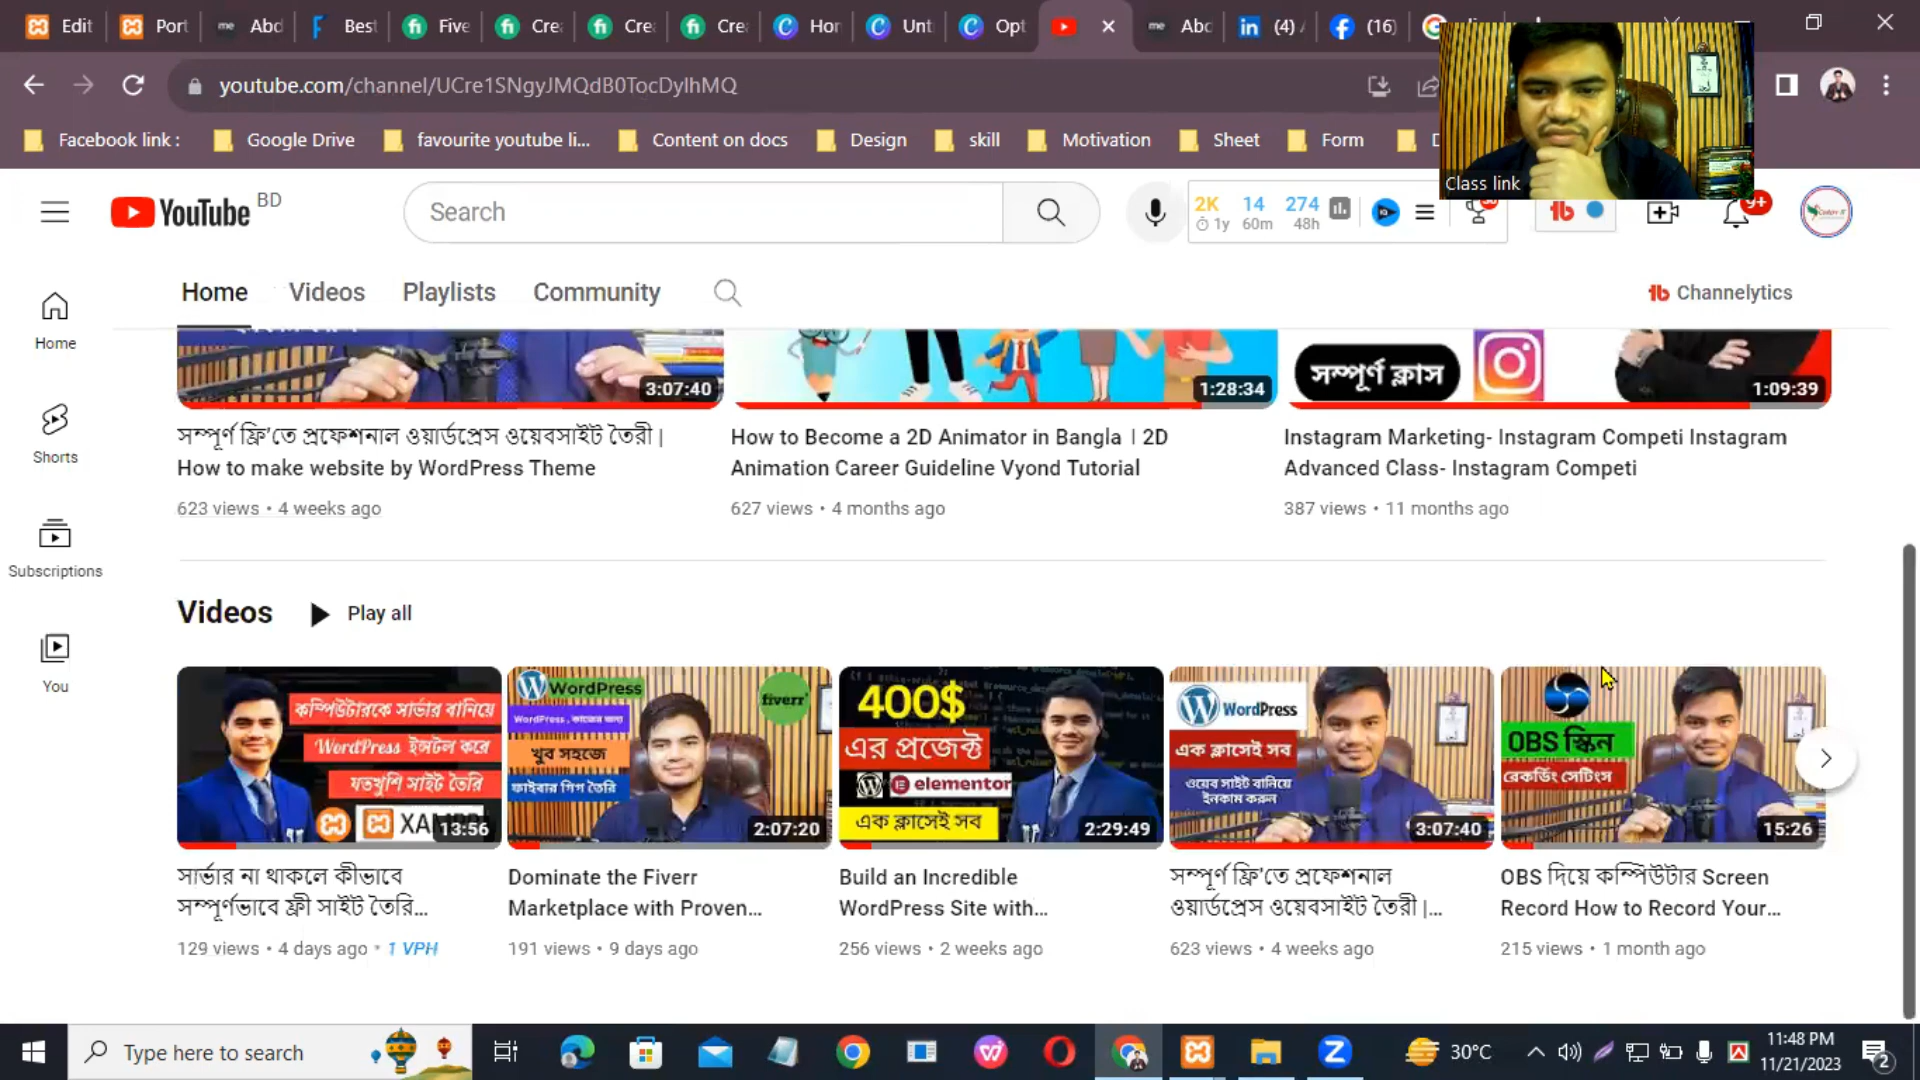 Edit
Port
Abd
Best
Five
Cre
Cre
Cre
Hor
Unt
Opt
Abc
(4)
(16)
youtube.com/channel/UCre1SNgyJMQdB0TocDylhMQ
Facebook link :
Google Drive
favourite youtube li...
Content on docs
Design
skill
Motivation
Sheet
Form
Class link
YouTube BD
Search
2K 14 274
1y 60m 48h
9+
Home
Videos
Playlists
Community
Channelytics
Home
Shorts
Subscriptions
You
3:07:40
1:28:34
সম্পূর্ণ ক্লাস
1:09:39
সম্পূর্ণ ফ্রি'তে প্রফেশনাল ওয়ার্ডপ্রেস ওয়েবসাইট তৈরী |
How to make website by WordPress Theme
623 views • 4 weeks ago
How to Become a 2D Animator in Bangla । 2D
Animation Career Guideline Vyond Tutorial
627 views • 4 months ago
Instagram Marketing- Instagram Competi Instagram
Advanced Class- Instagram Competi
387 views • 11 months ago
Videos
Play all
কম্পিউটারকে সার্ভার বানিয়ে
WordPress ইন্সটল করে
যতখুশি সাইট তৈরি
13:56
WordPress
fiverr
WordPress , কাজের জন্য
খুব সহজে
ফাইবার গিগ তৈরি
2:07:20
400$
এর প্রজেক্ট
elementor
এক ক্লাসেই সব
2:29:49
WordPress
এক ক্লাসেই সব
ওয়েব সাইট বানিয়ে
ইনকাম করুন
3:07:40
OBS স্কিন
রেকর্ডিং সেটিংস
15:26
সার্ভার না থাকলে কীভাবে
সম্পূর্ণভাবে ফ্রী সাইট তৈরি...
129 views • 4 days ago • 1 VPH
Dominate the Fiverr
Marketplace with Proven...
191 views • 9 days ago
Build an Incredible
WordPress Site with...
256 views • 2 weeks ago
সম্পূর্ণ ফ্রি'তে প্রফেশনাল
ওয়ার্ডপ্রেস ওয়েবসাইট তৈরী |...
623 views • 4 weeks ago
OBS দিয়ে কম্পিউটার Screen
Record How to Record Your...
215 views • 1 month ago
Type here to search
30°C
11:48 PM
11/21/2023
2